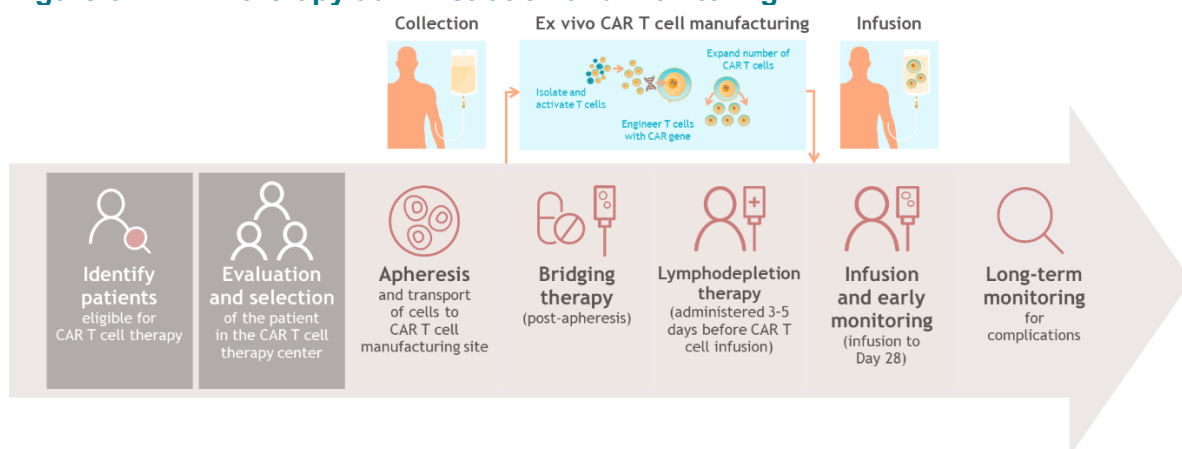 Collection
Ex vivo CAR T cell manufacturing
Infusion
Isolate and
activate T cells
Engineer T cells
with CAR gene
Expand number of
CAR T cells
Identify
patients
eligible for
CAR T cell therapy
Evaluation
and selection
of the patient
in the CAR T cell
therapy center
Apheresis
and transport
of cells to
CAR T cell
manufacturing site
Bridging
therapy
(post-apheresis)
Lymphodepletion
therapy
(administered 3-5
days before CAR T
cell infusion)
Infusion
and early
monitoring
(infusion to
Day 28)
Long-term
monitoring
for
complications